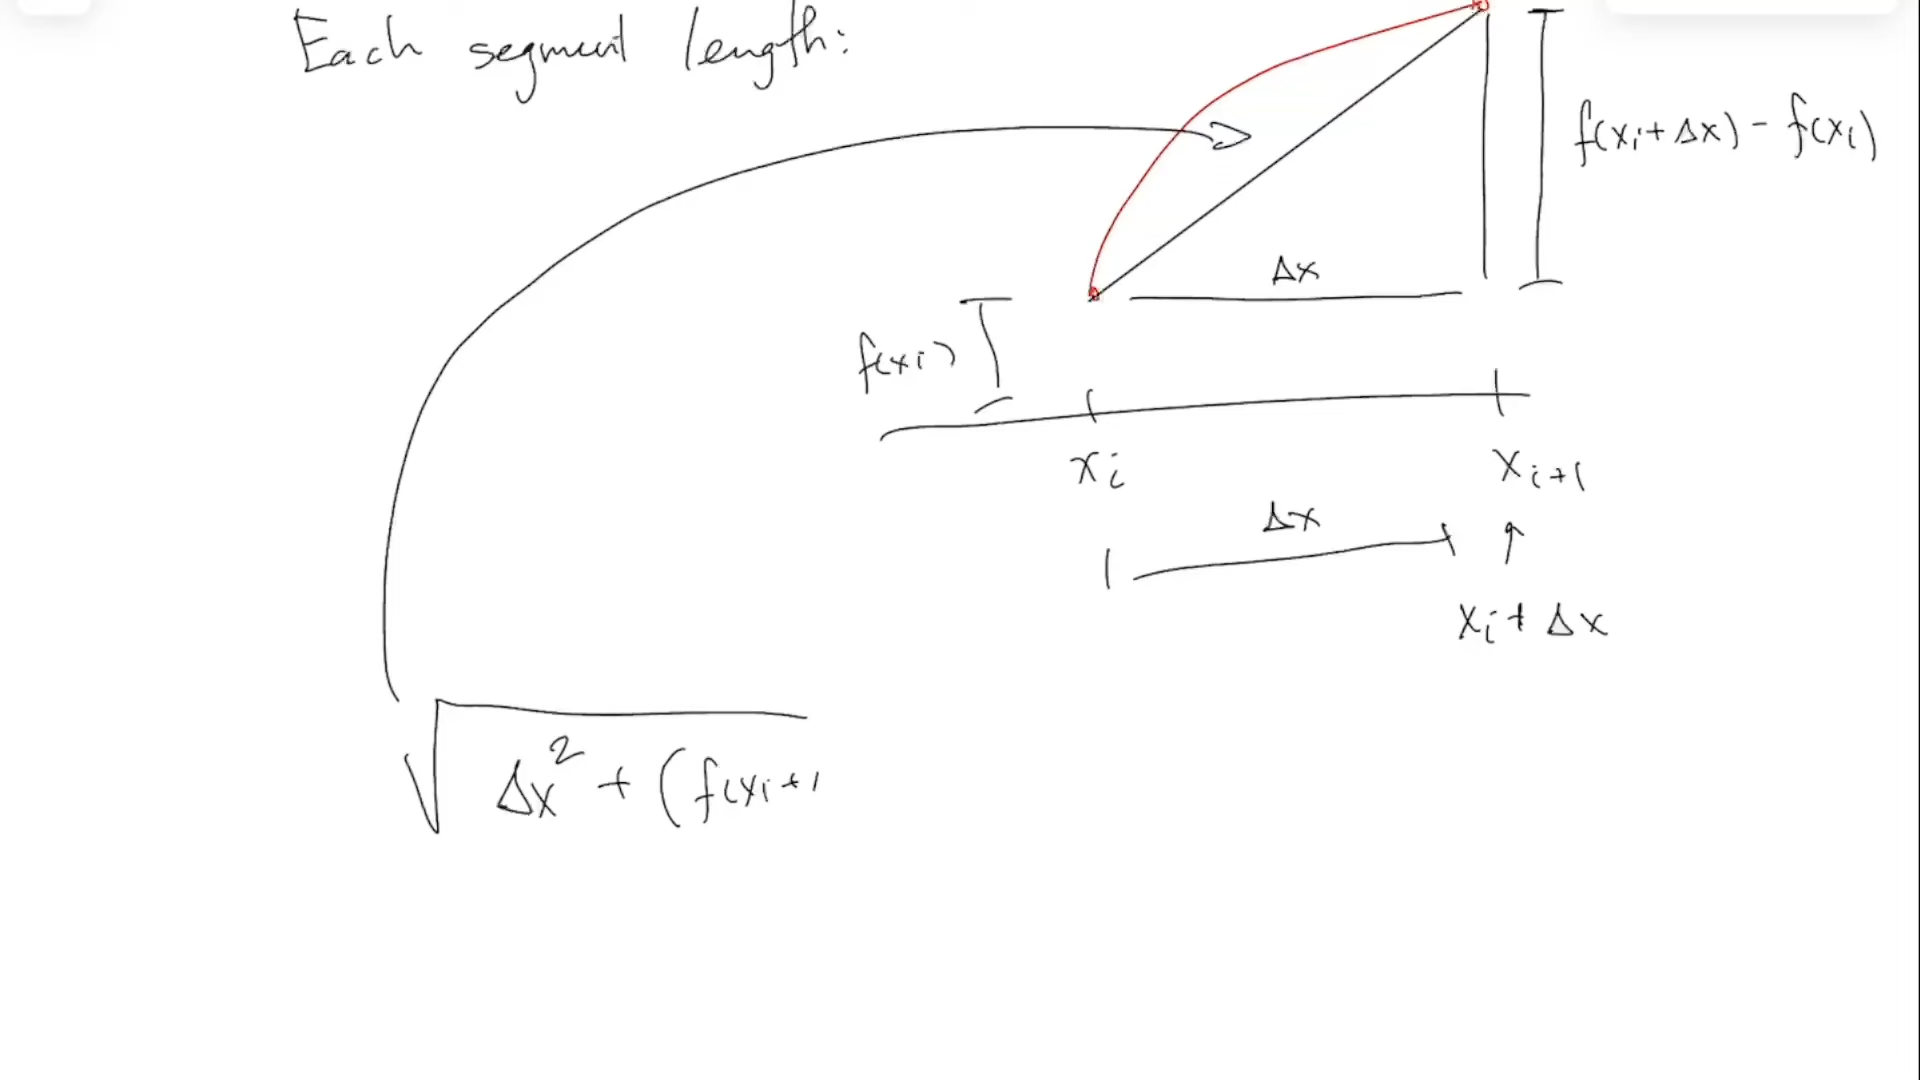 Each segment length:
f(xi+Δx) - f(xi)
Δx
f(xi)
xi
xi+1
Δx
xi + Δx
√Δx² + (f(xi+1